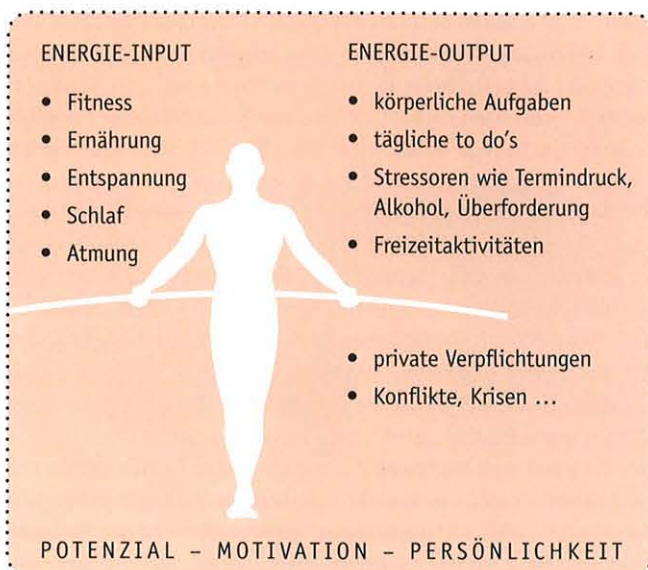 ENERGIE-INPUT
• Fitness
• Ernährung
• Entspannung
• Schlaf
• Atmung
ENERGIE-OUTPUT
• körperliche Aufgaben
• tägliche to do's
• Stressoren wie Termindruck,
Alkohol, Überforderung
• Freizeitaktivitäten
• private Verpflichtungen
• Konflikte, Krisen ...
POTENZIAL – MOTIVATION – PERSÖNLICHKEIT